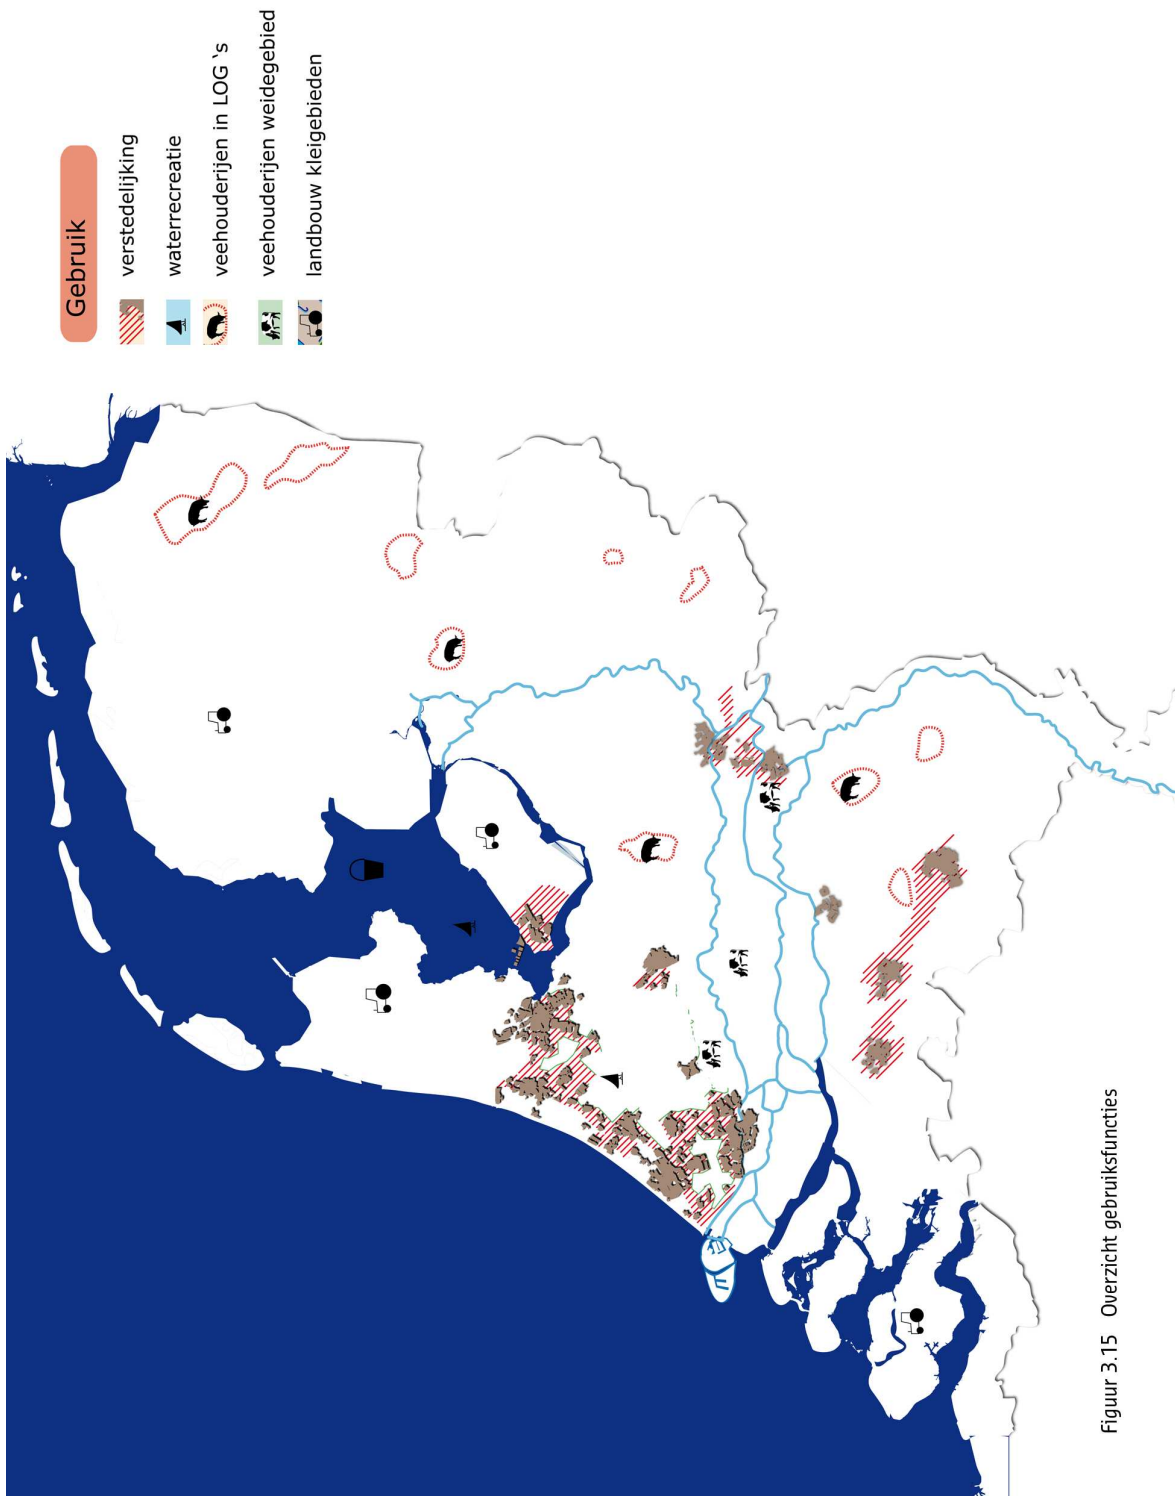 Gebruik
verstedelijking
waterrecreatie
veehouderijen in LOG ‘s
veehouderijen weidegebied
landbouw kleigebieden
Figuur 3.15 Overzicht gebruiksfuncties